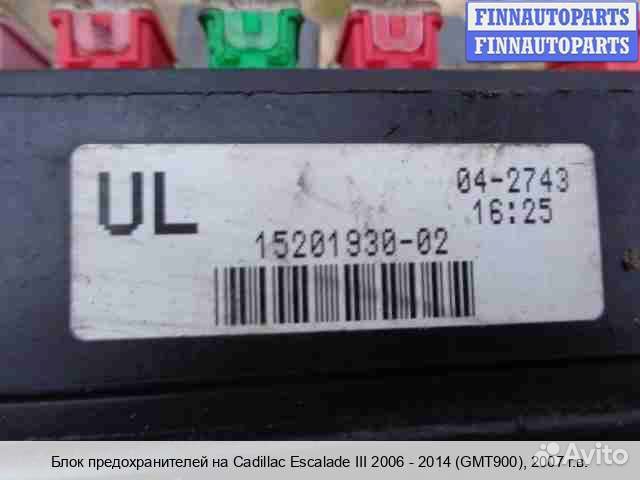 FINNAUTOPARTS
FINNAUTOPARTS
UL
04-2743
16:25
15201930-02
Avito
Блок предохранителей на Cadillac Escalade III 2006 - 2014 (GMT900), 2007 г.в.